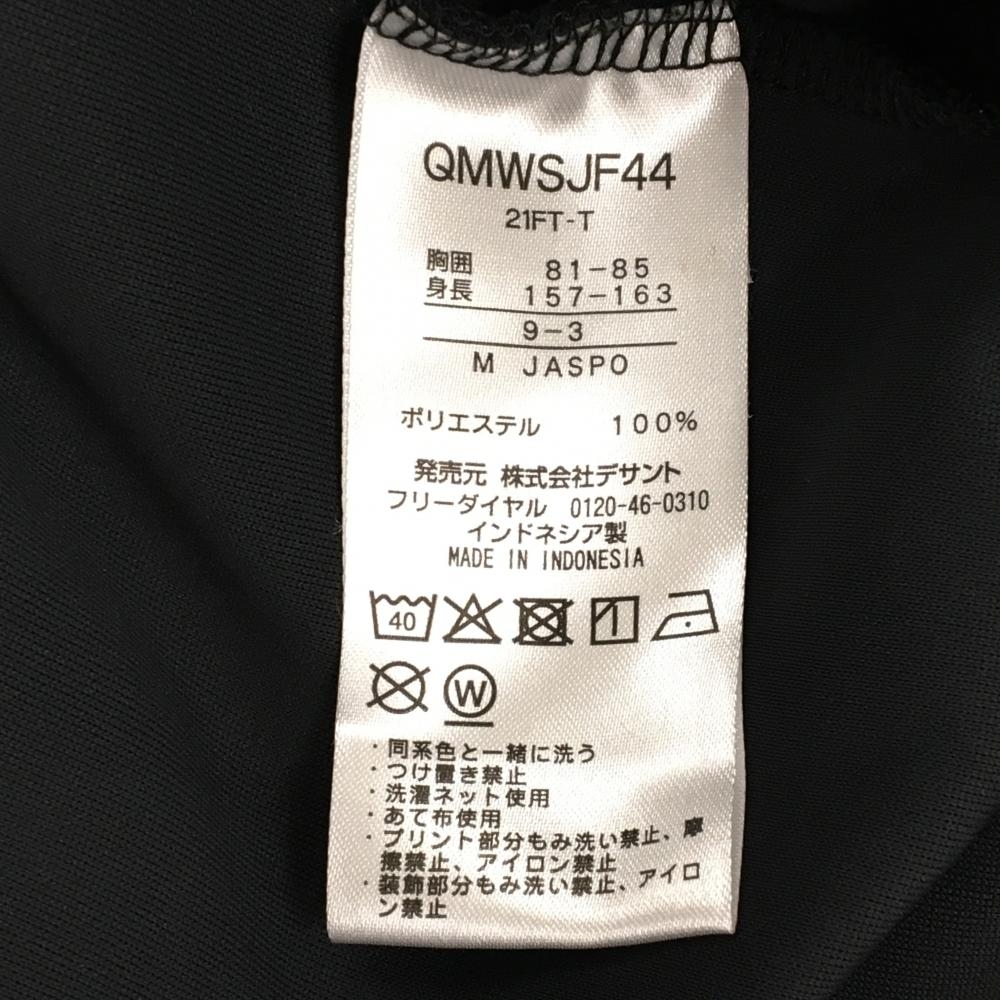 QMWSJF44
21FT-T
胸囲 81-85
身長 157-163
9-3
M JASPO
ポリエステル 100%
発売元 株式会社デサント
フリーダイヤル 0120-46-0310
インドネシア製
MADE IN INDONESIA
40
W
・同系色と一緒に洗う
・つけ置き禁止
・洗濯ネット使用
・あて布使用
・プリント部分もみ洗い禁止、摩
擦禁止、アイロン禁止
・装飾部分もみ洗い禁止、アイロ
ン禁止